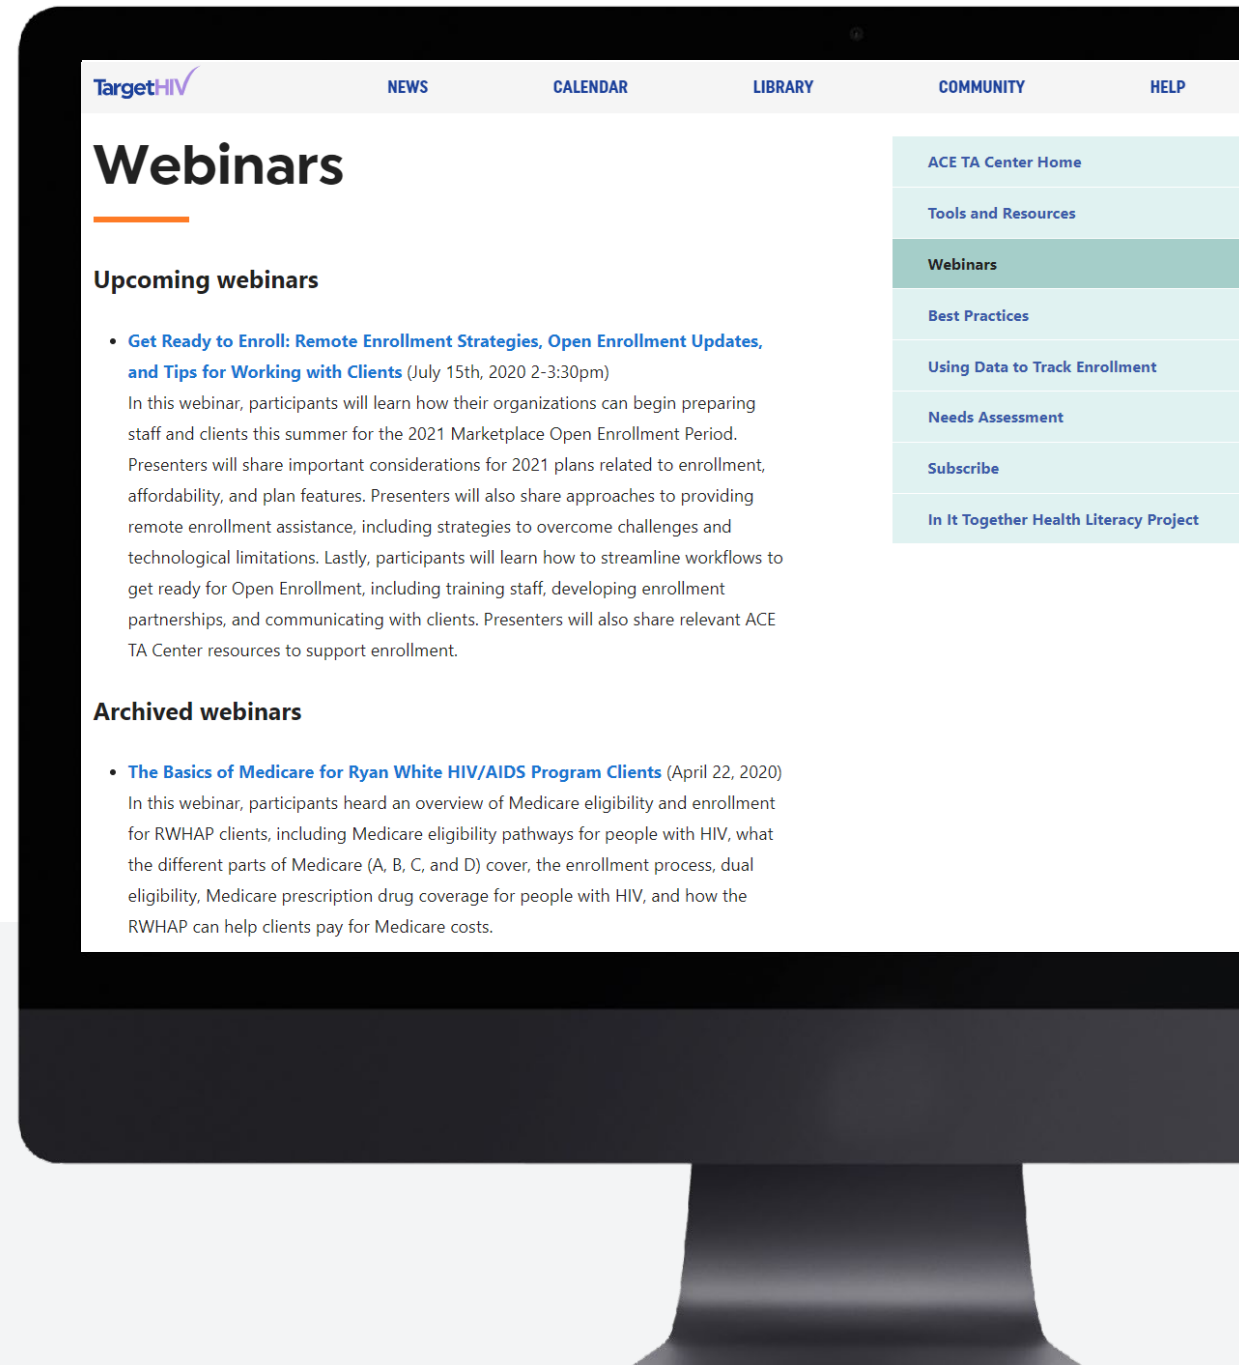 TargetHIV
NEWS
CALENDAR
LIBRARY
COMMUNITY
HELP
Webinars
Upcoming webinars
• Get Ready to Enroll: Remote Enrollment Strategies, Open Enrollment Updates,
and Tips for Working with Clients (July 15th, 2020 2-3:30pm)
In this webinar, participants will learn how their organizations can begin preparing
staff and clients this summer for the 2021 Marketplace Open Enrollment Period.
Presenters will share important considerations for 2021 plans related to enrollment,
affordability, and plan features. Presenters will also share approaches to providing
remote enrollment assistance, including strategies to overcome challenges and
technological limitations. Lastly, participants will learn how to streamline workflows to
get ready for Open Enrollment, including training staff, developing enrollment
partnerships, and communicating with clients. Presenters will also share relevant ACE
TA Center resources to support enrollment.
Archived webinars
• The Basics of Medicare for Ryan White HIV/AIDS Program Clients (April 22, 2020)
In this webinar, participants heard an overview of Medicare eligibility and enrollment
for RWHAP clients, including Medicare eligibility pathways for people with HIV, what
the different parts of Medicare (A, B, C, and D) cover, the enrollment process, dual
eligibility, Medicare prescription drug coverage for people with HIV, and how the
RWHAP can help clients pay for Medicare costs.
ACE TA Center Home
Tools and Resources
Webinars
Best Practices
Using Data to Track Enrollment
Needs Assessment
Subscribe
In It Together Health Literacy Project